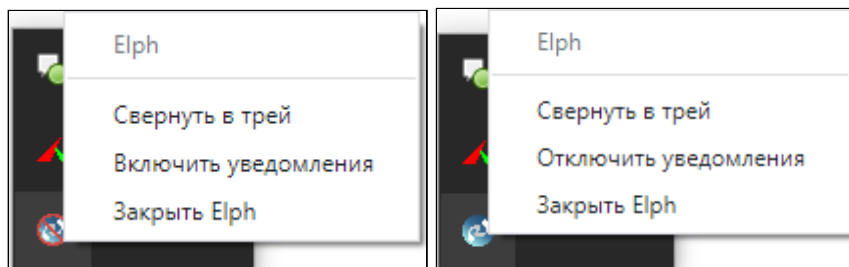 Elph
Свернуть в трей
Включить уведомления
Закрыть Elph
Elph
Свернуть в трей
Отключить уведомления
Закрыть Elph